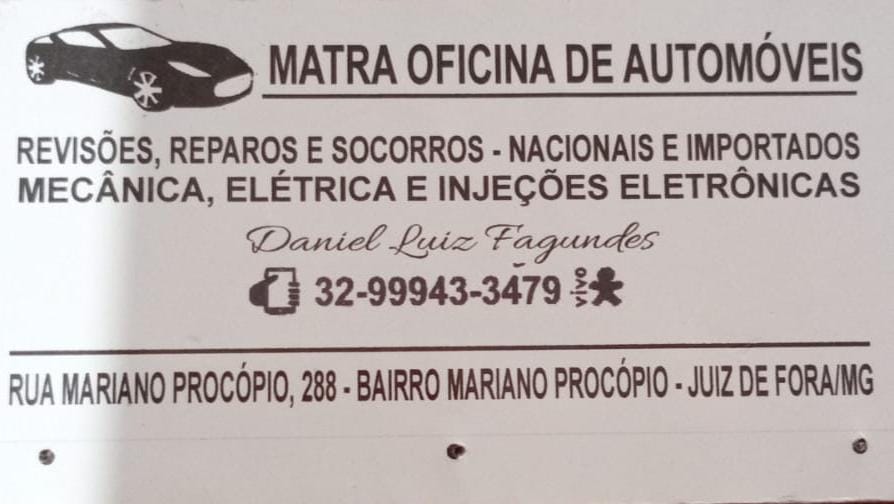 MATRA OFICINA DE AUTOMÓVEIS
REVISÕES, REPAROS E SOCORROS - NACIONAIS E IMPORTADOS
MECÂNICA, ELÉTRICA E INJEÇÕES ELETRÔNICAS
Daniel Luiz Fagundes
32-99943-3479 vivo
RUA MARIANO PROCÓPIO, 288 - BAIRRO MARIANO PROCÓPIO - JUIZ DE FORA/MG